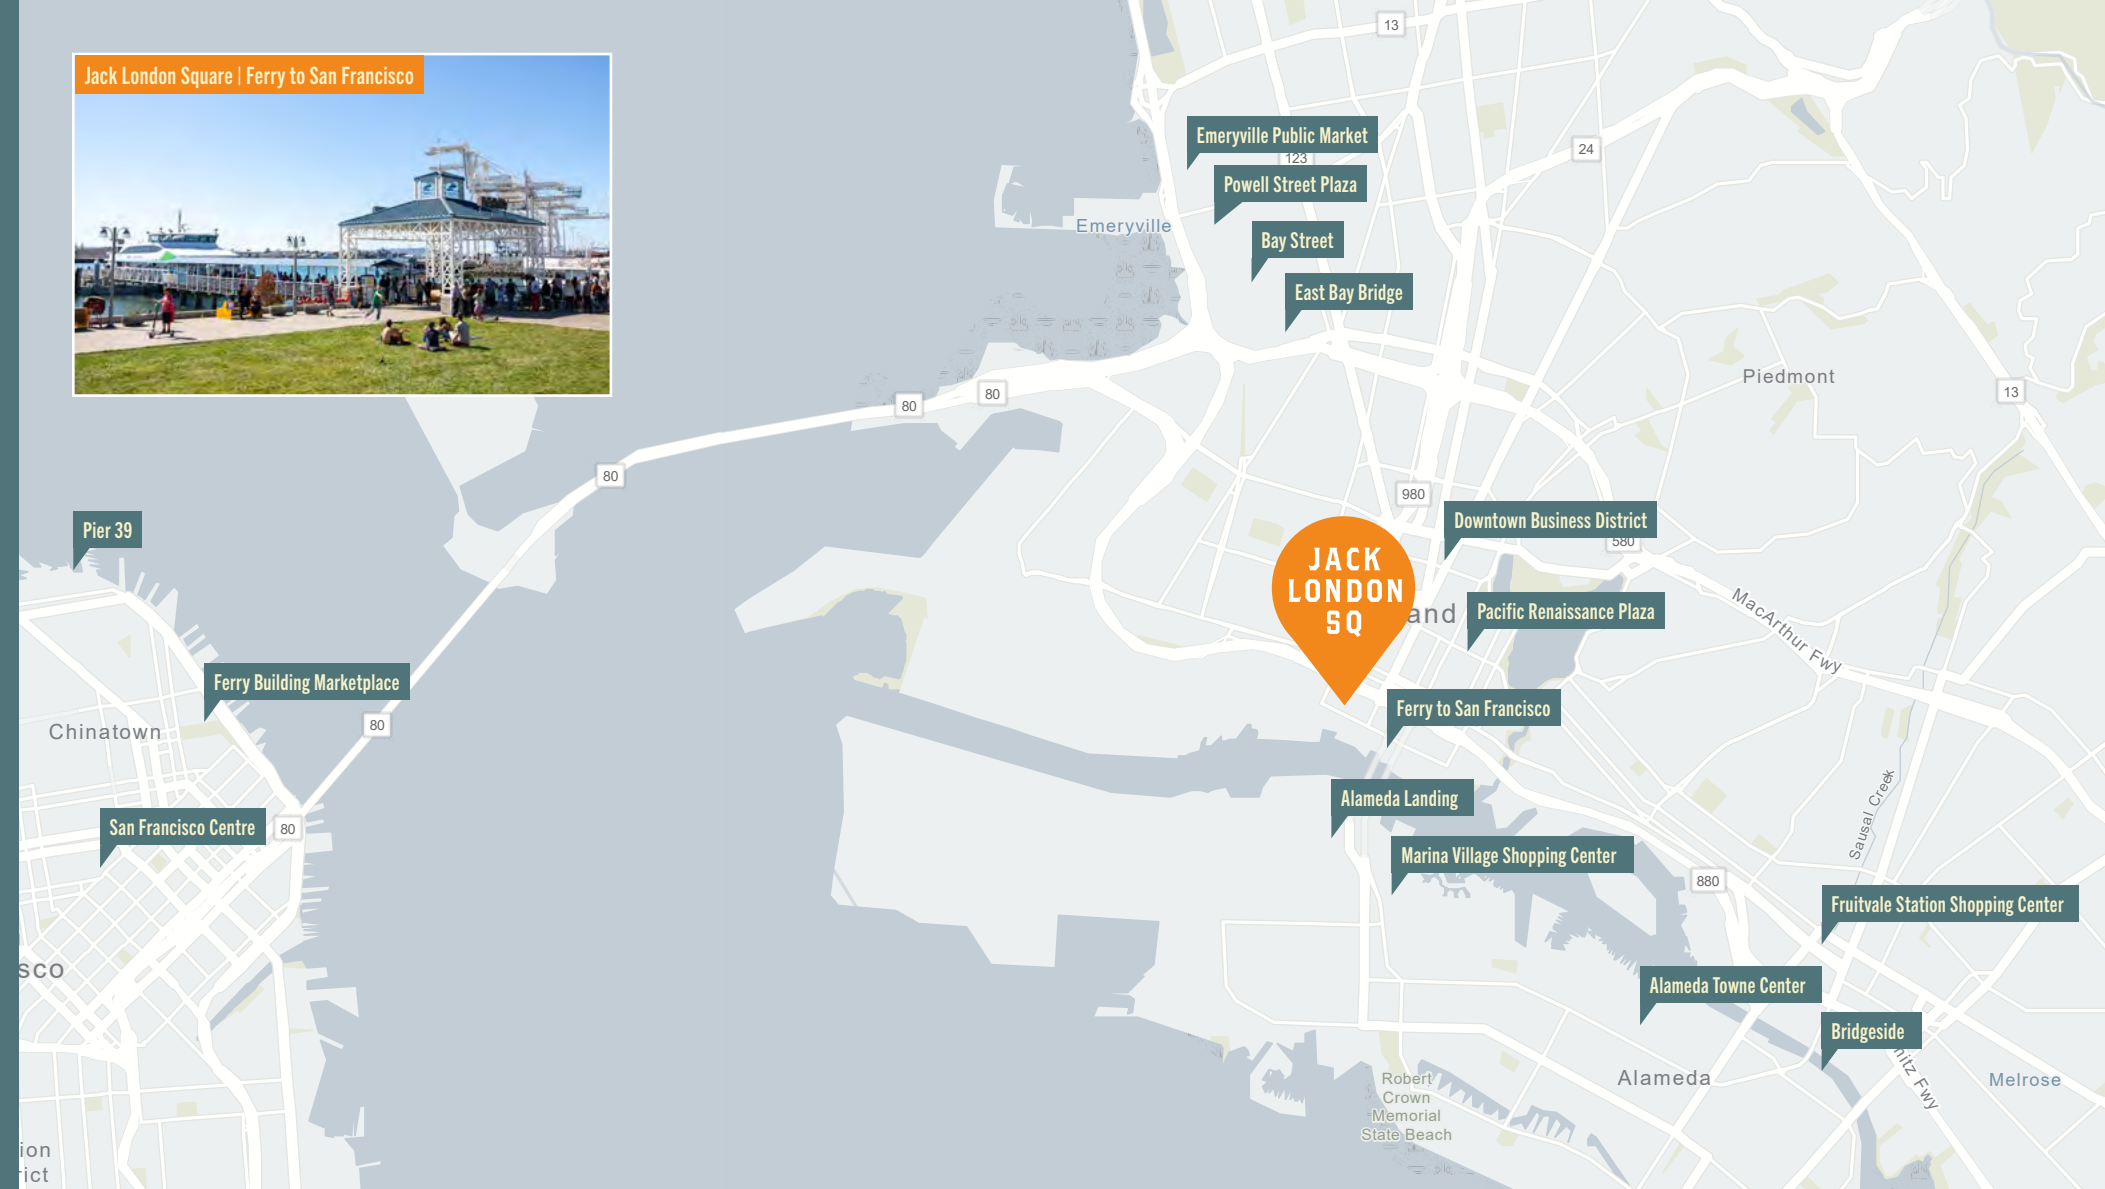 Jack London Square | Ferry to San Francisco
13
Emeryville Public Market
123
24
Powell Street Plaza
Emeryville
Bay Street
East Bay Bridge
Piedmont
13
80
80
80
980
Downtown Business District
580
Pier 39
JACK
LONDON
SQ
and
Pacific Renaissance Plaza
MacArthur Fwy
Ferry Building Marketplace
Chinatown
80
Ferry to San Francisco
Alameda Landing
San Francisco Centre
80
Sausal Creek
Marina Village Shopping Center
880
Fruitvale Station Shopping Center
sco
Alameda Towne Center
Bridgeside
nitz Fwy
Alameda
Melrose
Robert
Crown
Memorial
State Beach
ion
rict